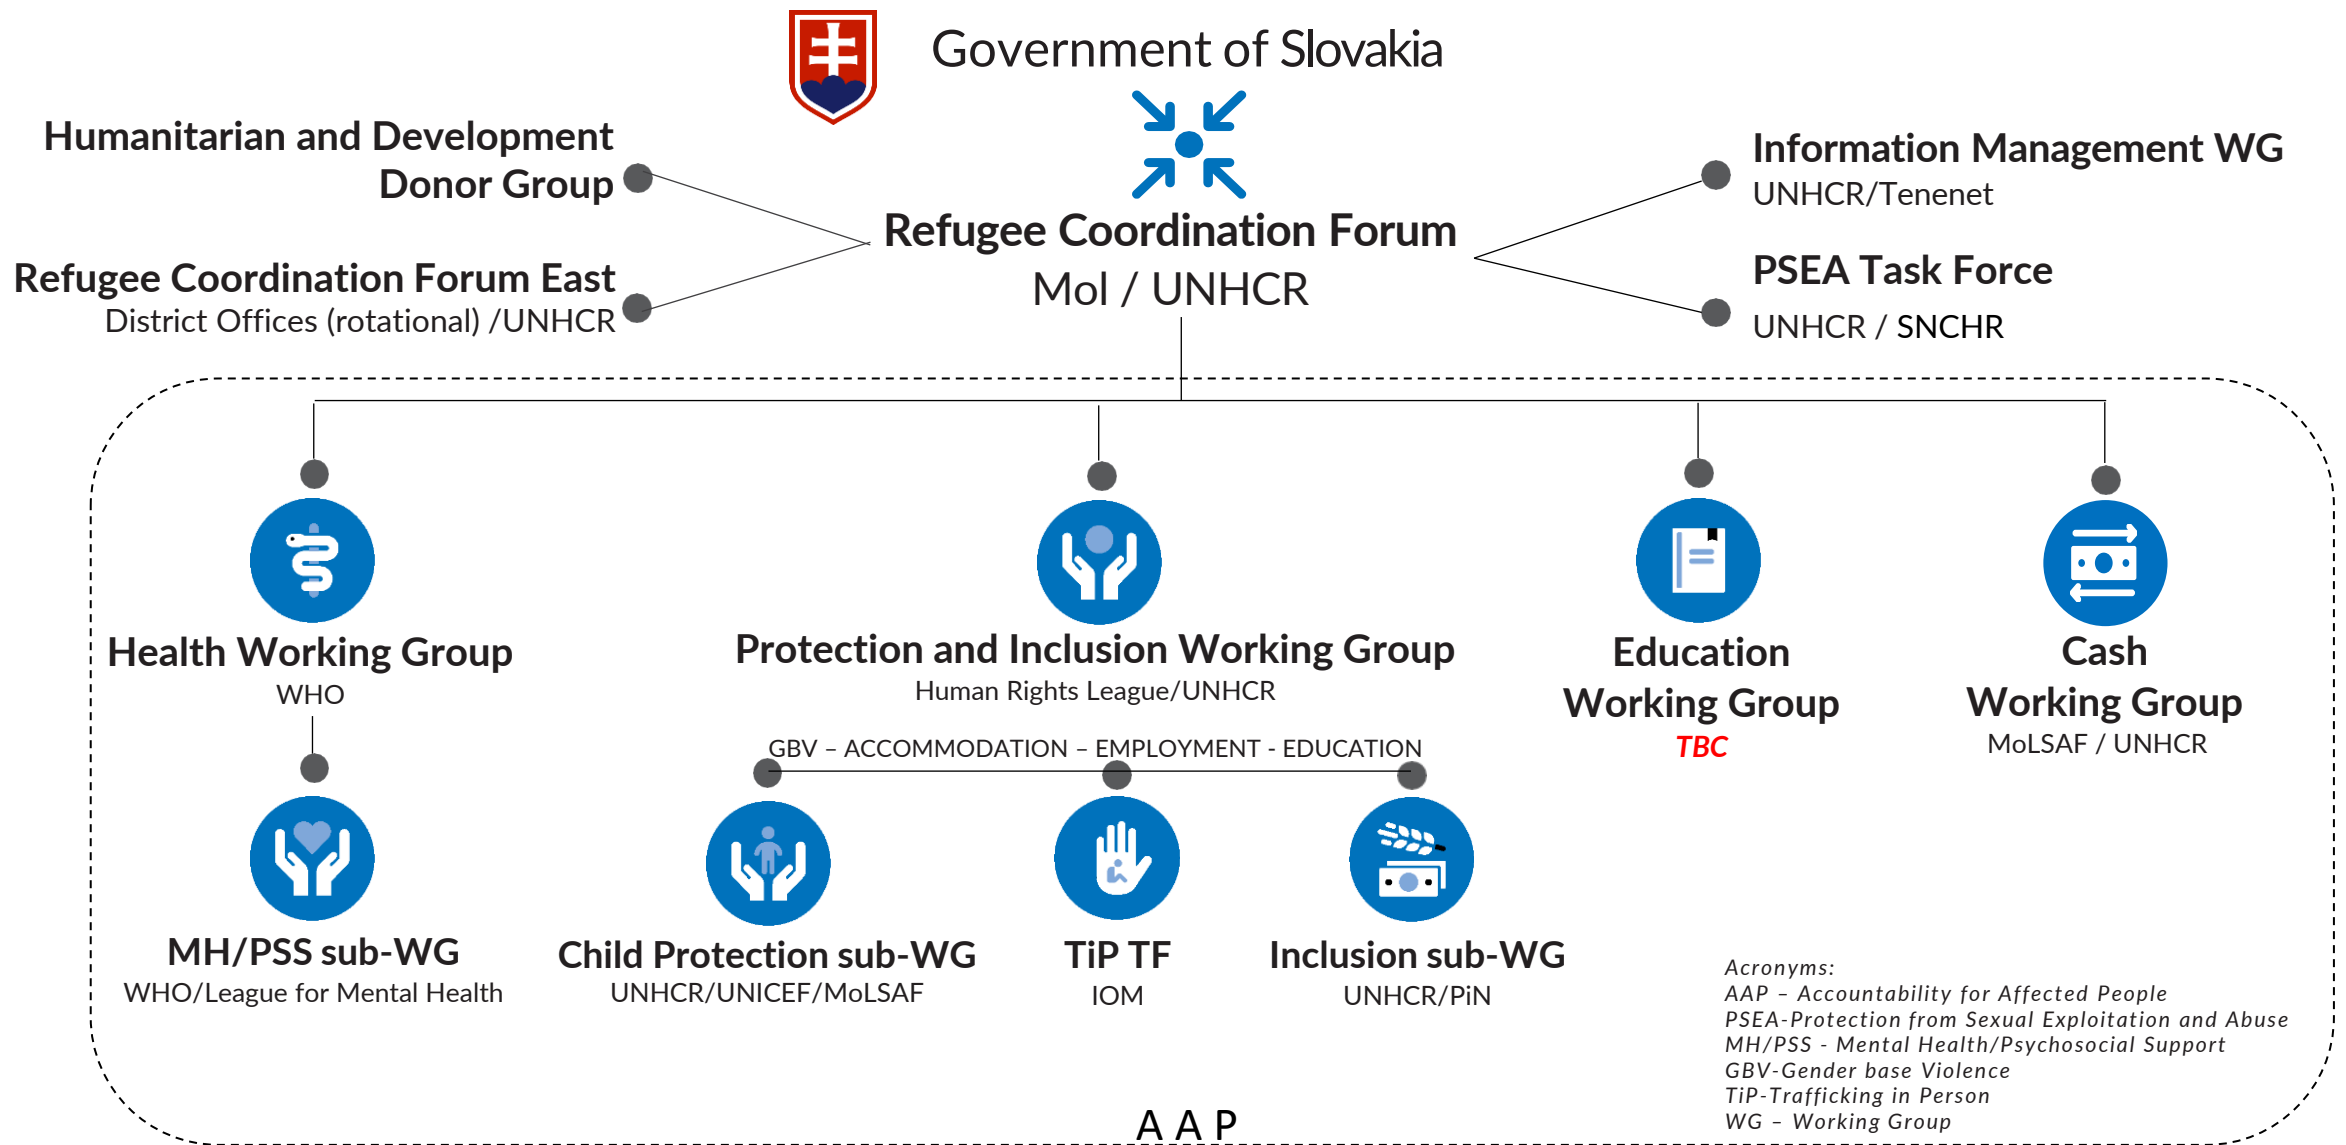 Government of Slovakia
Humanitarian and Development
Donor Group
Refugee Coordination Forum East
District Offices (rotational) /UNHCR
Refugee Coordination Forum
MoI / UNHCR
Information Management WG
UNHCR/Tenenet
PSEA Task Force
UNHCR / SNCHR
Health Working Group
WHO
Protection and Inclusion Working Group
Human Rights League/UNHCR
GBV – ACCOMMODATION – EMPLOYMENT - EDUCATION
Education
Working Group
TBC
Cash
Working Group
MoLSAF / UNHCR
MH/PSS sub-WG
WHO/League for Mental Health
Child Protection sub-WG
UNHCR/UNICEF/MoLSAF
TiP TF
IOM
Inclusion sub-WG
UNHCR/PiN
Acronyms:
AAP – Accountability for Affected People
PSEA-Protection from Sexual Exploitation and Abuse
MH/PSS - Mental Health/Psychosocial Support
GBV-Gender base Violence
TiP-Trafficking in Person
WG – Working Group
A A P